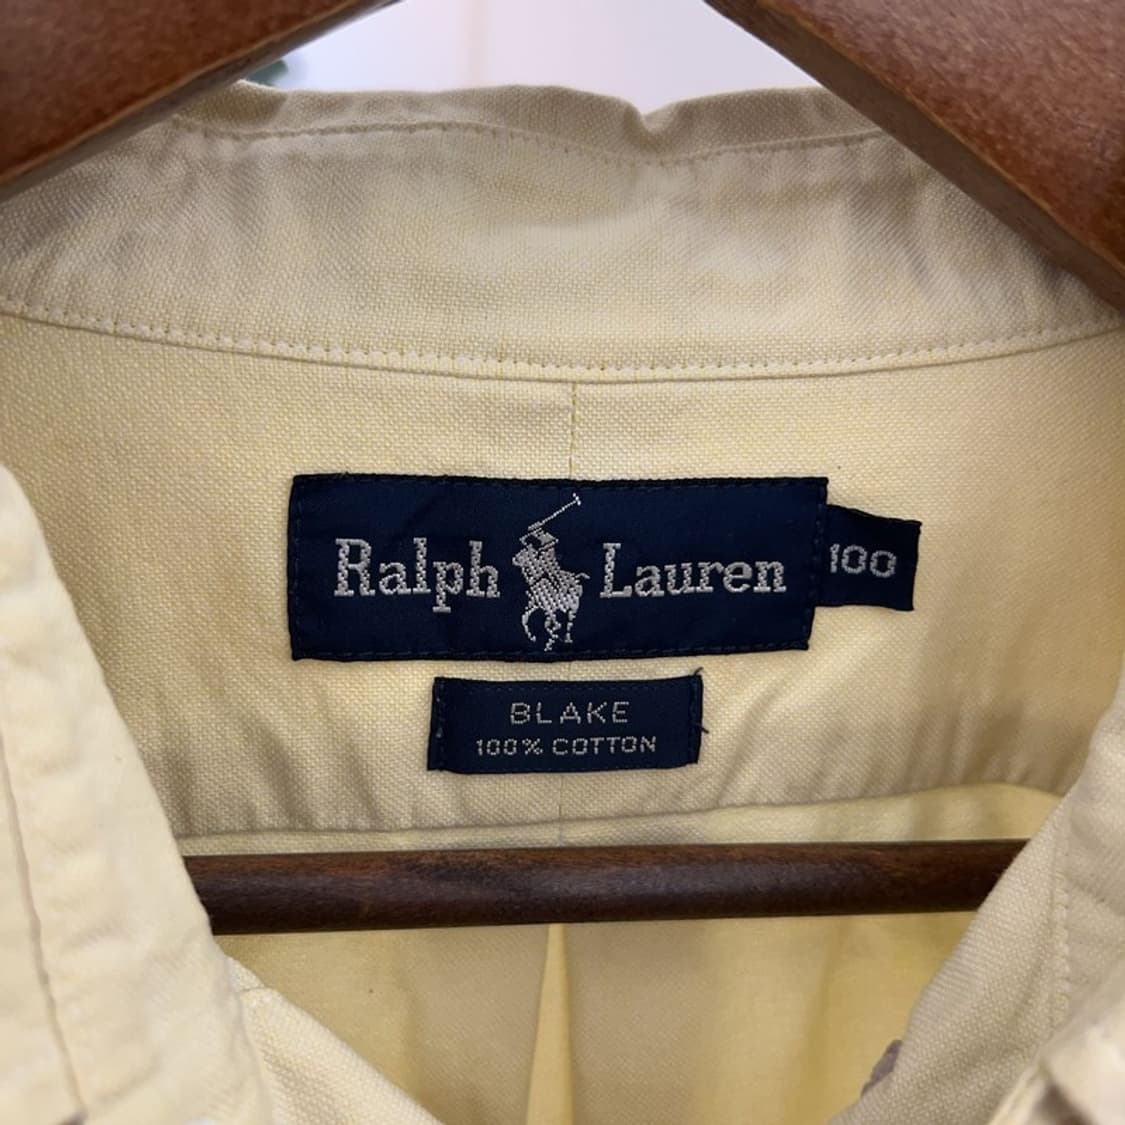 Ralph Lauren
100
BLAKE
100% COTTON